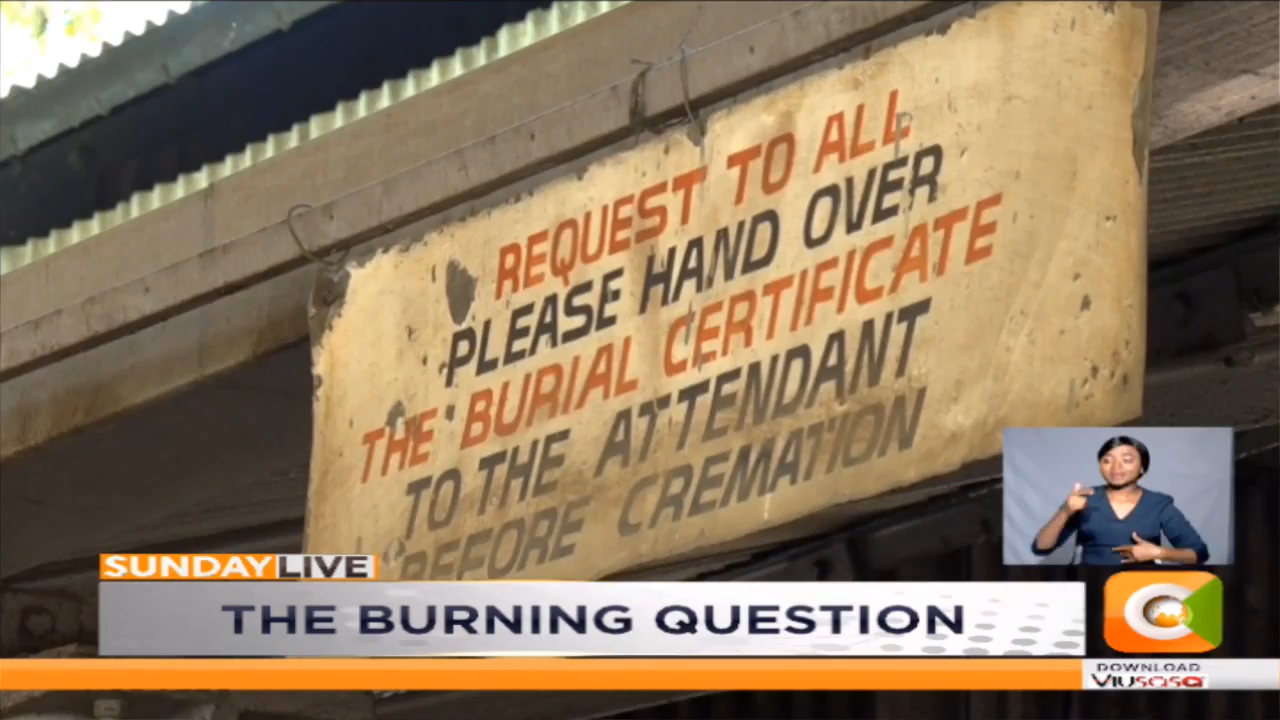 REQUEST TO ALL
PLEASE HAND OVER
THE BURIAL CERTIFICATE
TO THE ATTENDANT
BEFORE CREMATION
SUNDAY LIVE
THE BURNING QUESTION
DOWNLOAD
VIUSASA